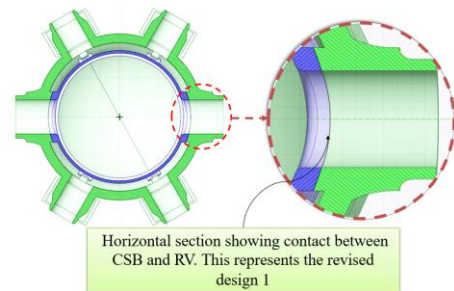 Horizontal section showing contact between
CSB and RV. This represents the revised
design 1